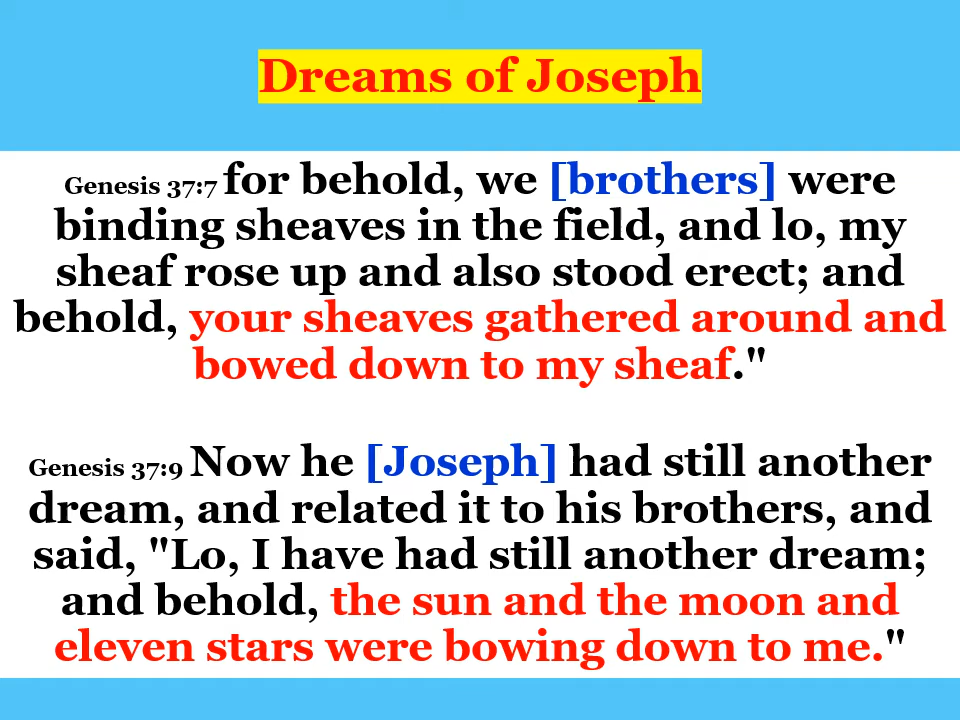 Dreams of Joseph
Genesis 37:7 for behold, we [brothers] were
binding sheaves in the field, and lo, my
sheaf rose up and also stood erect; and
behold, your sheaves gathered around and
bowed down to my sheaf."
Genesis 37:9 Now he [Joseph] had still another
dream, and related it to his brothers, and
said, "Lo, I have had still another dream;
and behold, the sun and the moon and
eleven stars were bowing down to me."